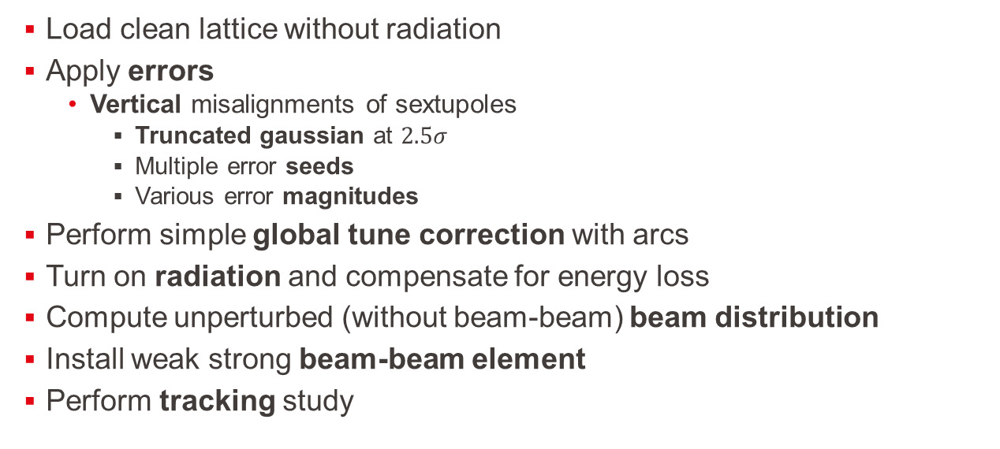 ▪ Load clean lattice without radiation
▪ Apply errors
• Vertical misalignments of sextupoles
▪ Truncated gaussian at 2.5σ
▪ Multiple error seeds
▪ Various error magnitudes
▪ Perform simple global tune correction with arcs
▪ Turn on radiation and compensate for energy loss
▪ Compute unperturbed (without beam-beam) beam distribution
▪ Install weak strong beam-beam element
▪ Perform tracking study